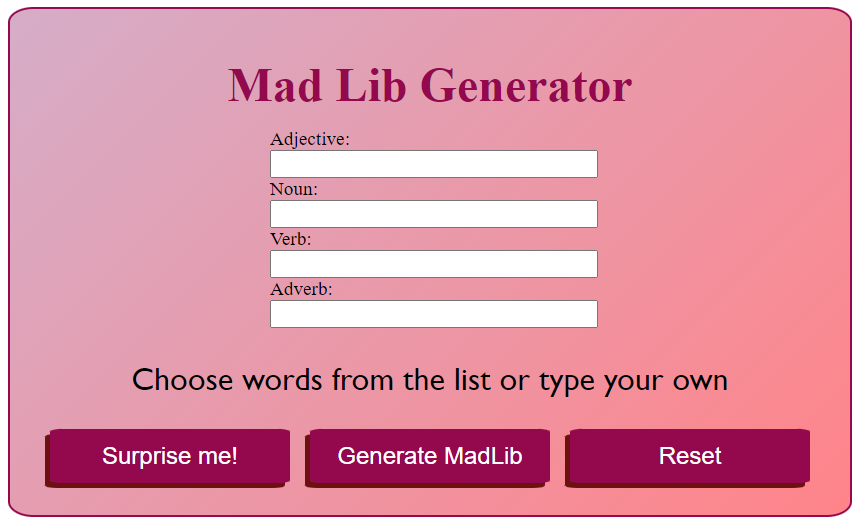 Mad Lib Generator
Adjective:
Noun:
Verb:
Adverb:
Choose words from the list or type your own
Surprise me! Generate MadLib Reset